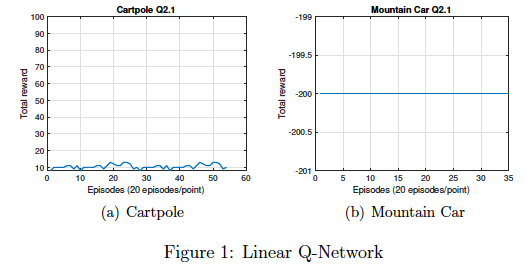 Cartpole Q2.1
100
90
80
70
60
50
40
30
20
10
Total reward
0 10 20 30 40 50 60
Episodes (20 episodes/point)
(a) Cartpole
Mountain Car Q2.1
-199
-199.5
-200
-200.5
-201
Total reward
0 5 10 15 20 25 30 35
Episodes (20 episodes/point)
(b) Mountain Car
Figure 1: Linear Q-Network